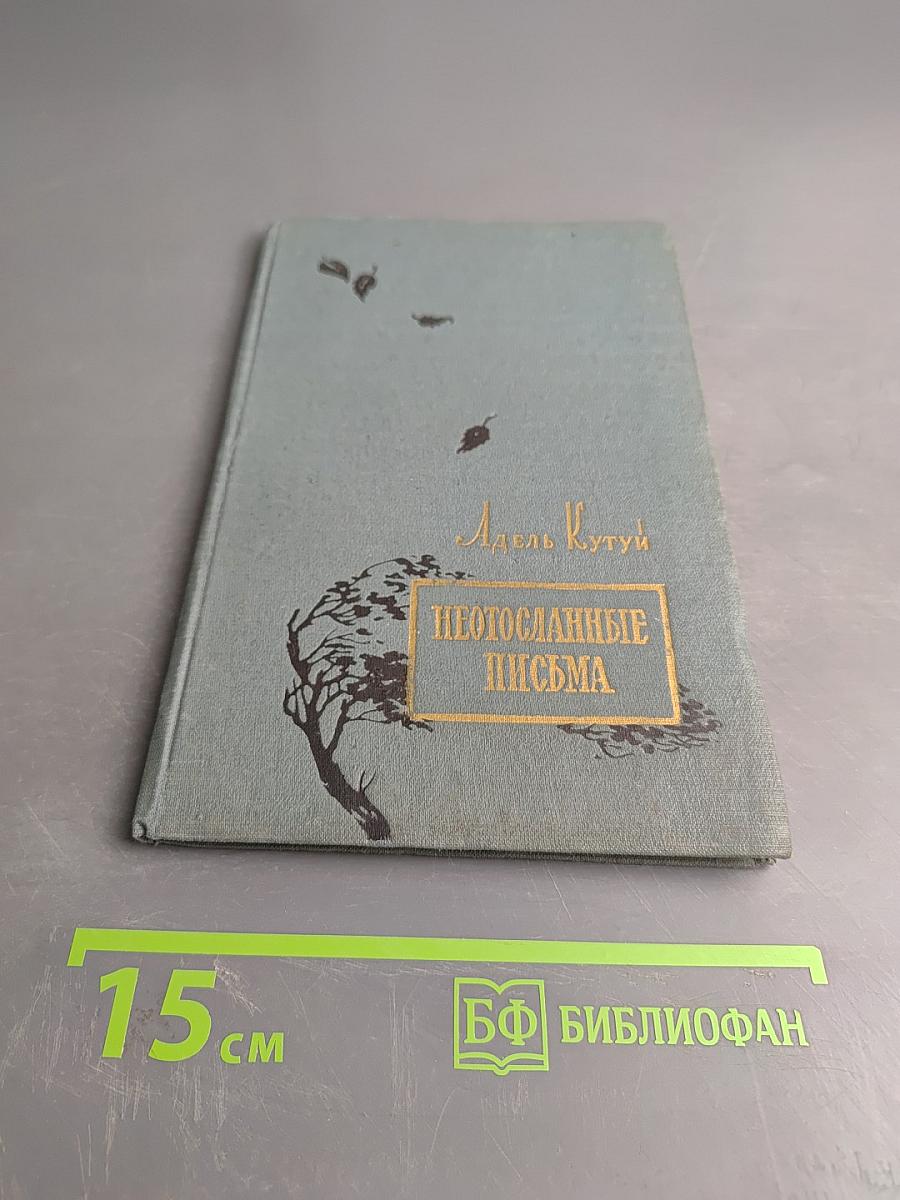 Адель Кутуй
НЕОТОСЛАННЫЕ
ПИСЬМА
15 см
БФ БИБЛИОФАН